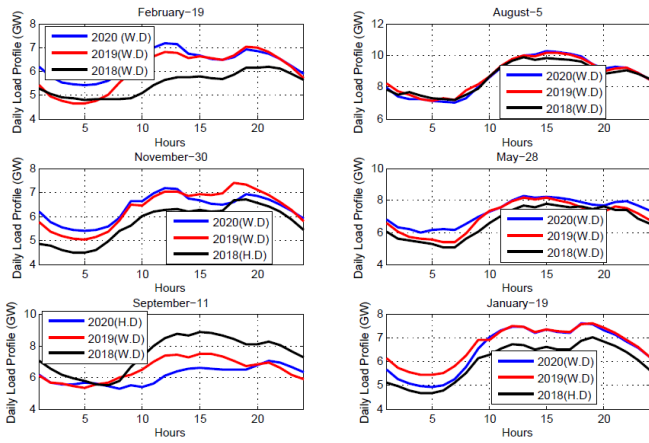 February−19
Daily Load Profile (GW)
8
7
6
5
4
5
10
15
20
Hours
2020 (W.D)
2019(W.D)
2018(W.D)
August−5
Daily Load Profile (GW)
12
10
8
6
5
10
15
20
Hours
2020(W.D)
2019(W.D)
2018(W.D)
November−30
Daily Load Profile (GW)
8
7
6
5
4
5
10
15
20
Hours
2020(W.D)
2019(W.D)
2018(H.D)
May−28
Daily Load Profile (GW)
10
8
6
4
5
10
15
20
Hours
2020(W.D)
2019(W.D)
2018(W.D)
September−11
Daily Load Profile (GW)
10
8
6
4
5
10
15
20
Hours
2020(H.D)
2019(W.D)
2018(W.D)
January−19
Daily Load Profile (GW)
8
7
6
5
4
5
10
15
20
Hours
2020(W.D)
2019(W.D)
2018(H.D)